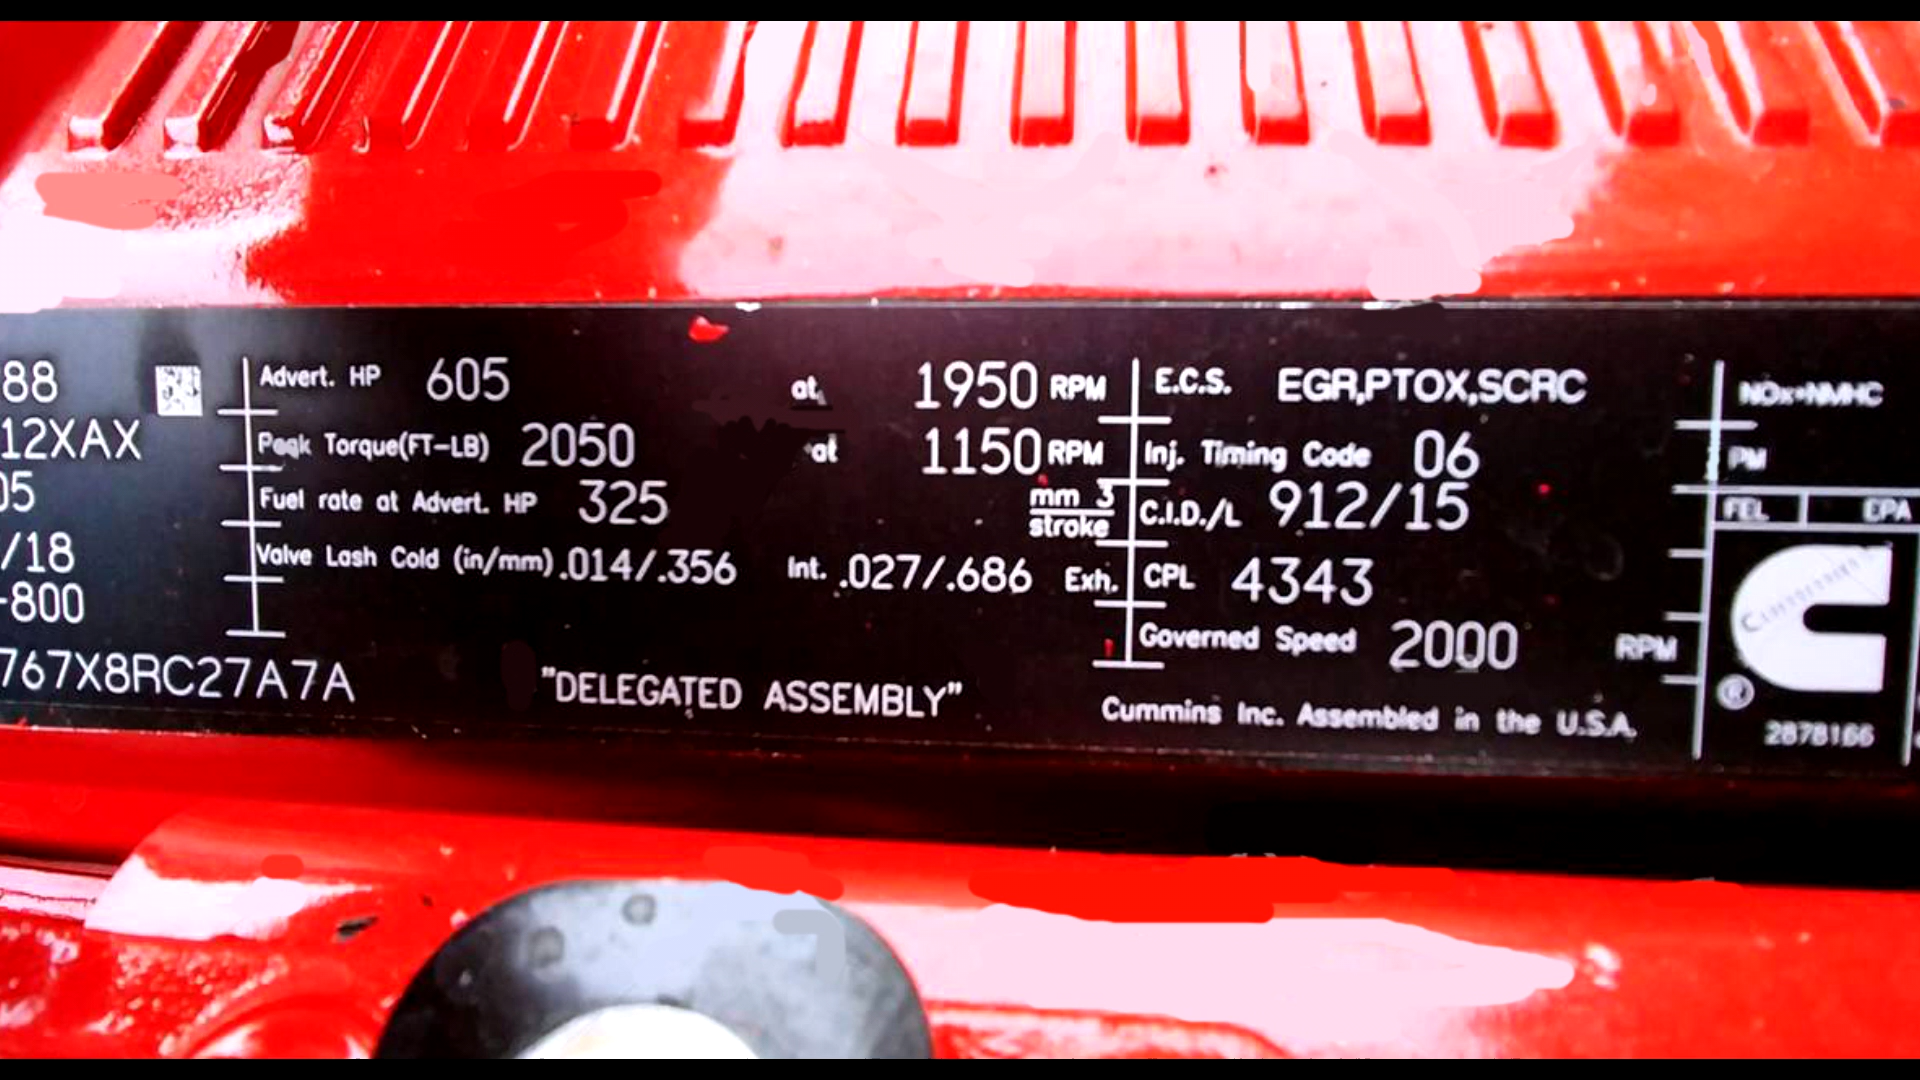 88
12XAX
05
/18
-800
767X8RC27A7A
Advert. HP 605 at 1950 RPM
Peak Torque(FT-LB) 2050 at 1150 RPM
Fuel rate at Advert. HP 325 mm 3
stroke
Valve Lash Cold (in/mm) .014/.356 Int. .027/.686 Exh.
"DELEGATED ASSEMBLY"
E.C.S. EGR,PTOX,SCRC
Inj. Timing Code 06
C.I.D./L 912/15
CPL 4343
Governed Speed 2000 RPM
Cummins Inc. Assembled in the U.S.A.
NOx+NMHC
PM
FEL EPA
Cummins
®
2878166